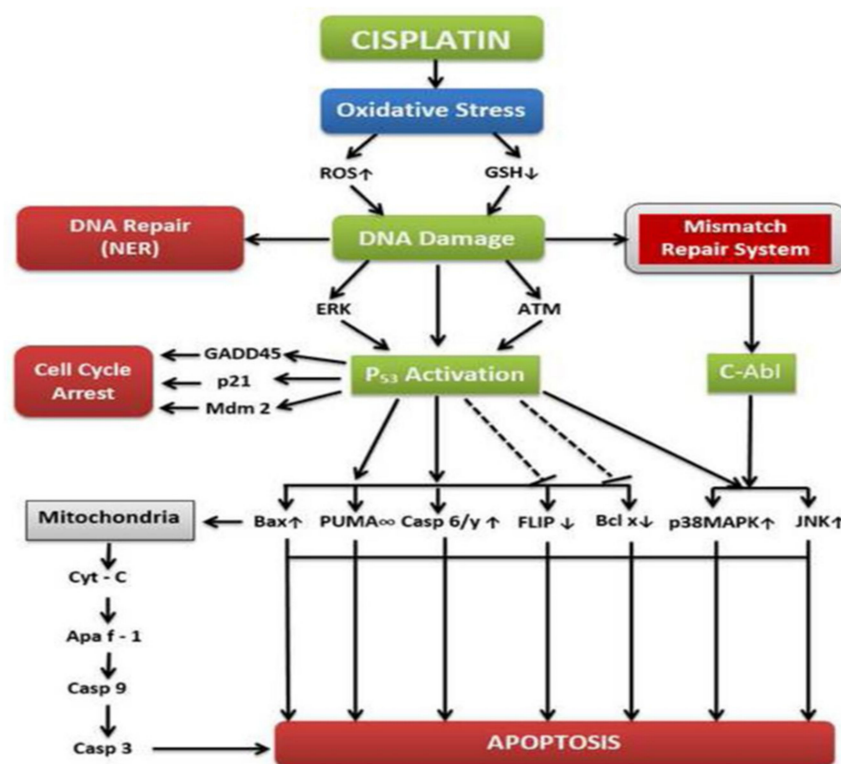 CISPLATIN
Oxidative Stress
ROS↑ GSH↓
DNA Repair
(NER)
DNA Damage
Mismatch
Repair System
ERK ATM
Cell Cycle
Arrest
GADD45
p21
Mdm 2
P53 Activation
C-Abl
Mitochondria
Bax↑ PUMA∞ Casp 6/y ↑ FLIP ↓ Bcl x↓ p38MAPK↑ JNK↑
Cyt - C
Apa f - 1
Casp 9
Casp 3
APOPTOSIS